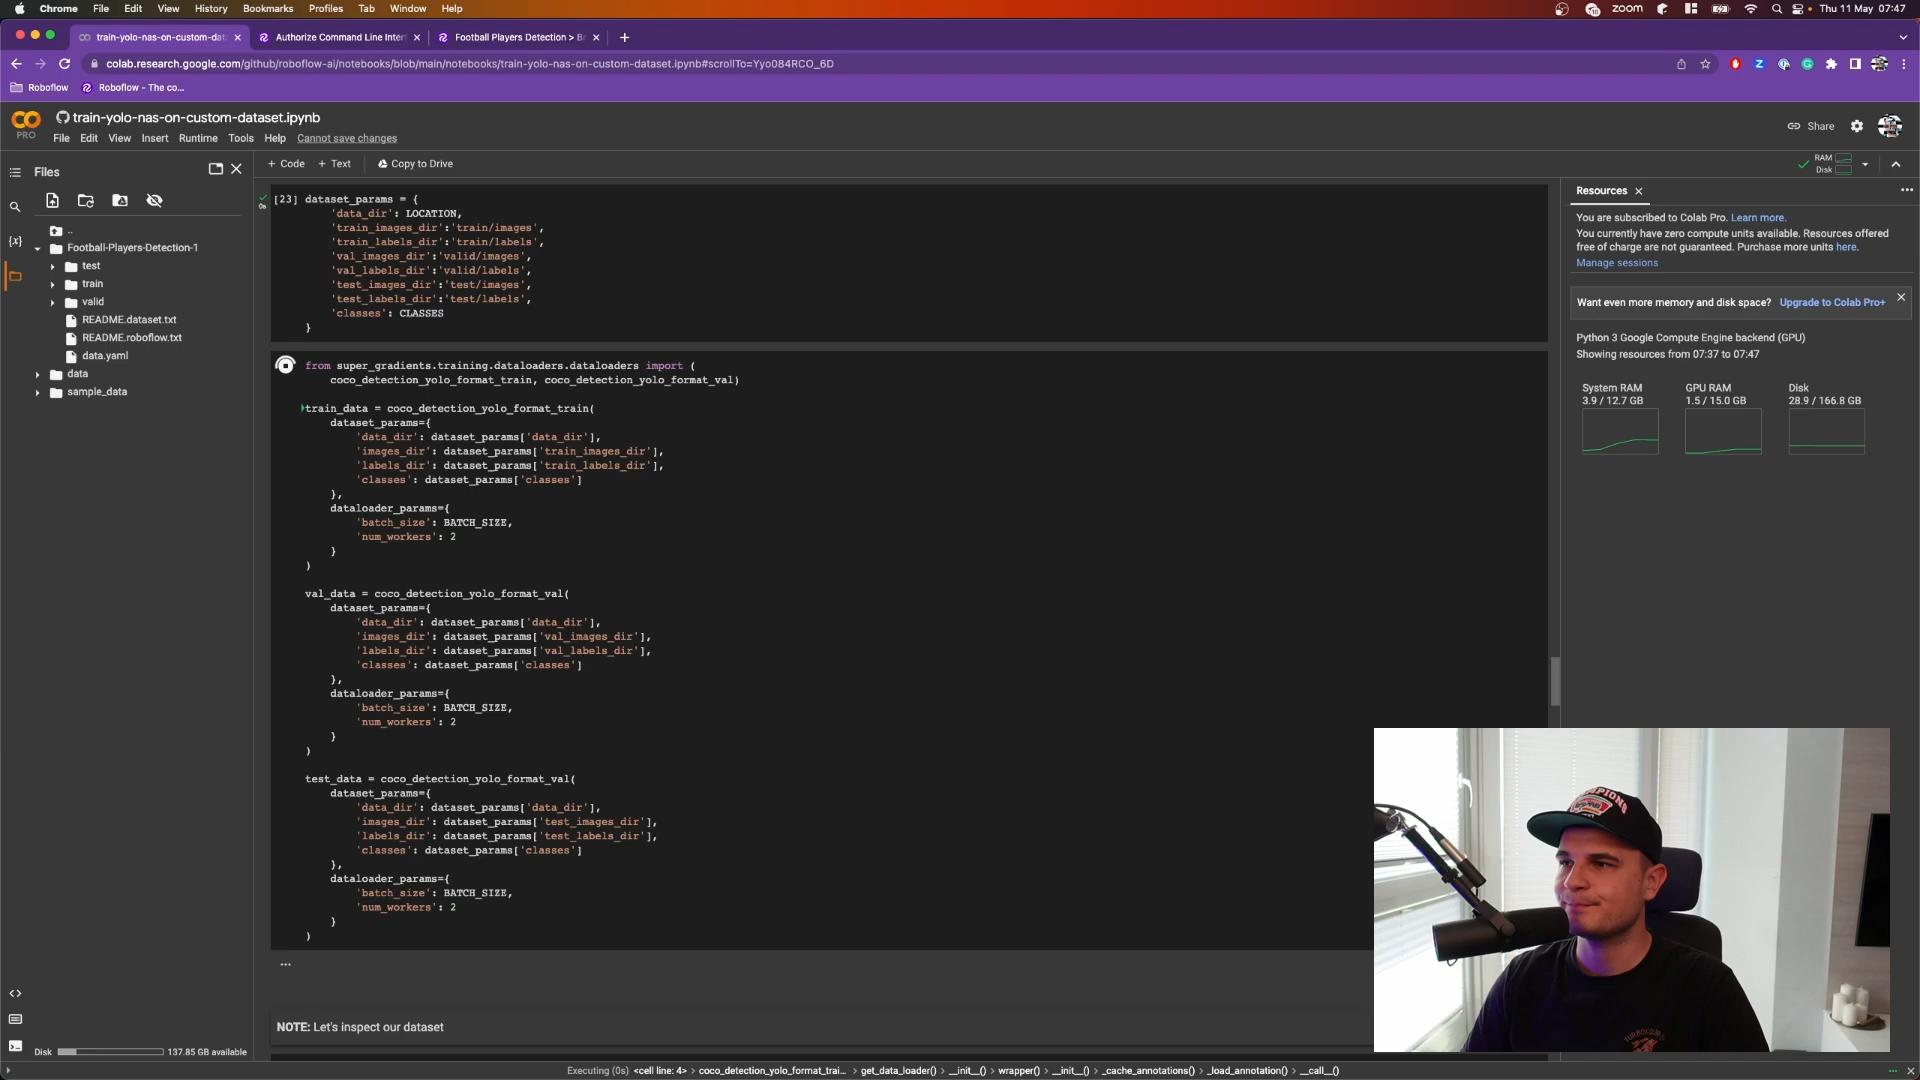 Chrome File Edit View History Bookmarks Profiles Tab Window Help
zoom Thu 11 May 07:47
train-yolo-nas-on-custom-dat
Authorize Command Line Inter
Football Players Detection > Br
colab.research.google.com/github/roboflow-ai/notebooks/blob/main/notebooks/train-yolo-nas-on-custom-dataset.ipynb#scrollTo=Yyo084RCO_6D
Roboflow Roboflow - The co...
PRO
train-yolo-nas-on-custom-dataset.ipynb
File Edit View Insert Runtime Tools Help Cannot save changes
Share
+ Code + Text Copy to Drive
RAM
Disk
Files
..
Football-Players-Detection-1
test
train
valid
README.dataset.txt
README.roboflow.txt
data.yaml
data
sample_data
Disk 137.85 GB available
0s
[23] dataset_params = {
'data_dir': LOCATION,
'train_images_dir':'train/images',
'train_labels_dir':'train/labels',
'val_images_dir':'valid/images',
'val_labels_dir':'valid/labels',
'test_images_dir':'test/images',
'test_labels_dir':'test/labels',
'classes': CLASSES
}
from super_gradients.training.dataloaders.dataloaders import (
coco_detection_yolo_format_train, coco_detection_yolo_format_val)
train_data = coco_detection_yolo_format_train(
dataset_params={
'data_dir': dataset_params['data_dir'],
'images_dir': dataset_params['train_images_dir'],
'labels_dir': dataset_params['train_labels_dir'],
'classes': dataset_params['classes']
},
dataloader_params={
'batch_size': BATCH_SIZE,
'num_workers': 2
}
)
val_data = coco_detection_yolo_format_val(
dataset_params={
'data_dir': dataset_params['data_dir'],
'images_dir': dataset_params['val_images_dir'],
'labels_dir': dataset_params['val_labels_dir'],
'classes': dataset_params['classes']
},
dataloader_params={
'batch_size': BATCH_SIZE,
'num_workers': 2
}
)
test_data = coco_detection_yolo_format_val(
dataset_params={
'data_dir': dataset_params['data_dir'],
'images_dir': dataset_params['test_images_dir'],
'labels_dir': dataset_params['test_labels_dir'],
'classes': dataset_params['classes']
},
dataloader_params={
'batch_size': BATCH_SIZE,
'num_workers': 2
}
)
...
NOTE: Let's inspect our dataset
Executing (0s) <cell line: 4> > coco_detection_yolo_format_trai... > get_data_loader() > __init__() > wrapper() > __init__() > _cache_annotations() > _load_annotation() > __call__()
Resources
You are subscribed to Colab Pro. Learn more.
You currently have zero compute units available. Resources offered
free of charge are not guaranteed. Purchase more units here.
Manage sessions
Want even more memory and disk space? Upgrade to Colab Pro+
Python 3 Google Compute Engine backend (GPU)
Showing resources from 07:37 to 07:47
System RAM
3.9 / 12.7 GB
GPU RAM
1.5 / 15.0 GB
Disk
28.9 / 166.8 GB